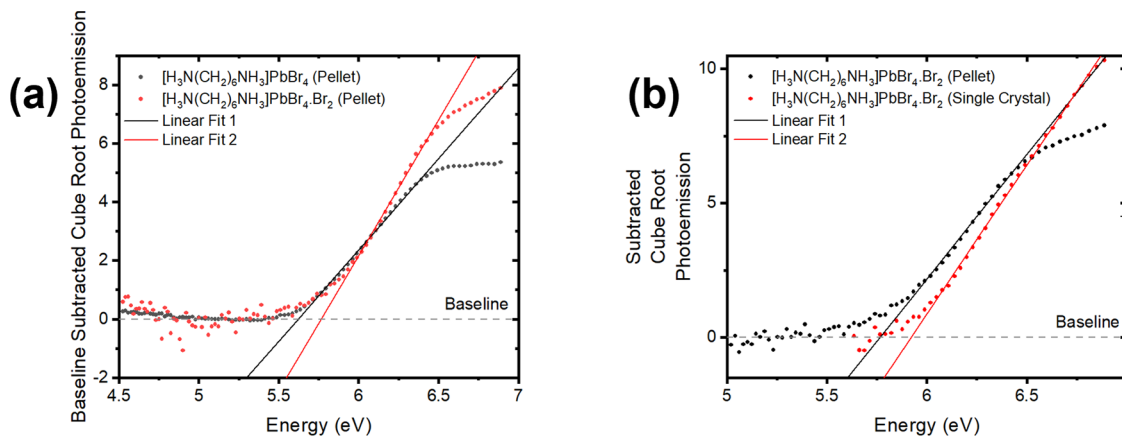 (a)
Baseline Subtracted Cube Root Photoemission
8
6
4
2
0
-2
[H₃N(CH₂)₆NH₃]PbBr₄ (Pellet)
[H₃N(CH₂)₆NH₃]PbBr₄.Br₂ (Pellet)
Linear Fit 1
Linear Fit 2
Baseline
4.5 5 5.5 6 6.5 7
Energy (eV)
(b)
Subtracted
Cube Root
Photoemission
10
5
0
[H₃N(CH₂)₆NH₃]PbBr₄.Br₂ (Pellet)
[H₃N(CH₂)₆NH₃]PbBr₄.Br₂ (Single Crystal)
Linear Fit 1
Linear Fit 2
Baseline
5 5.5 6 6.5
Energy (eV)